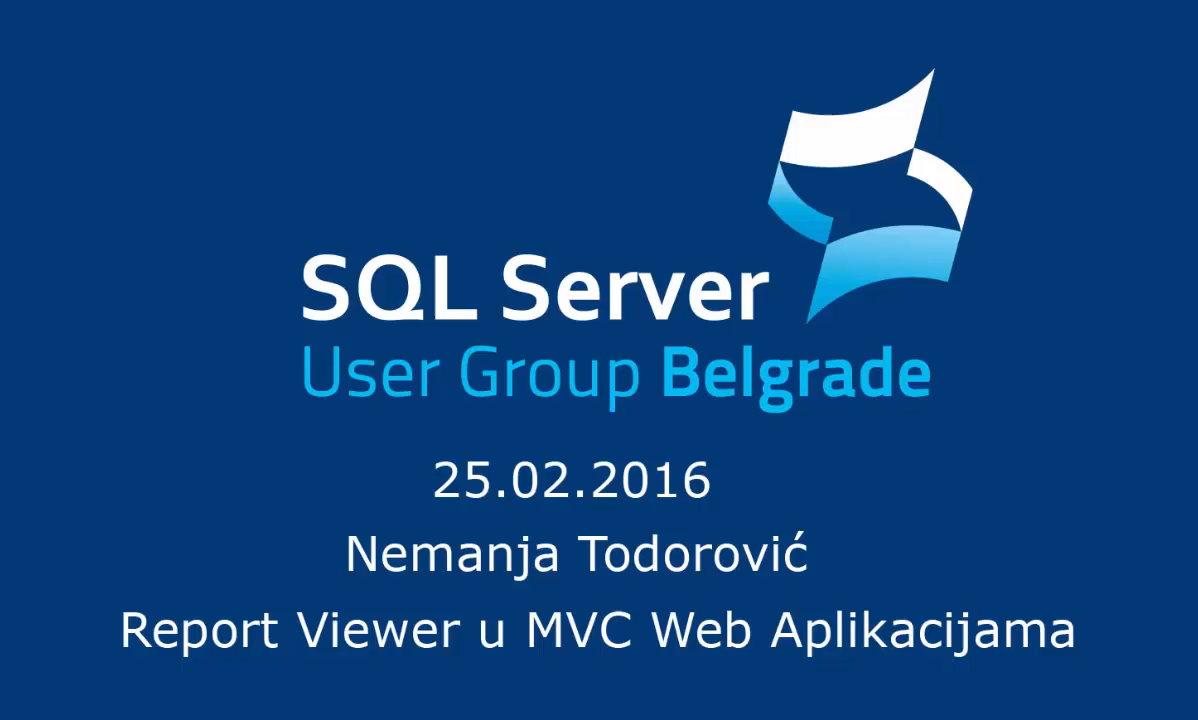 SQL Server
User Group Belgrade
25.02.2016
Nemanja Todorović
Report Viewer u MVC Web Aplikacijama